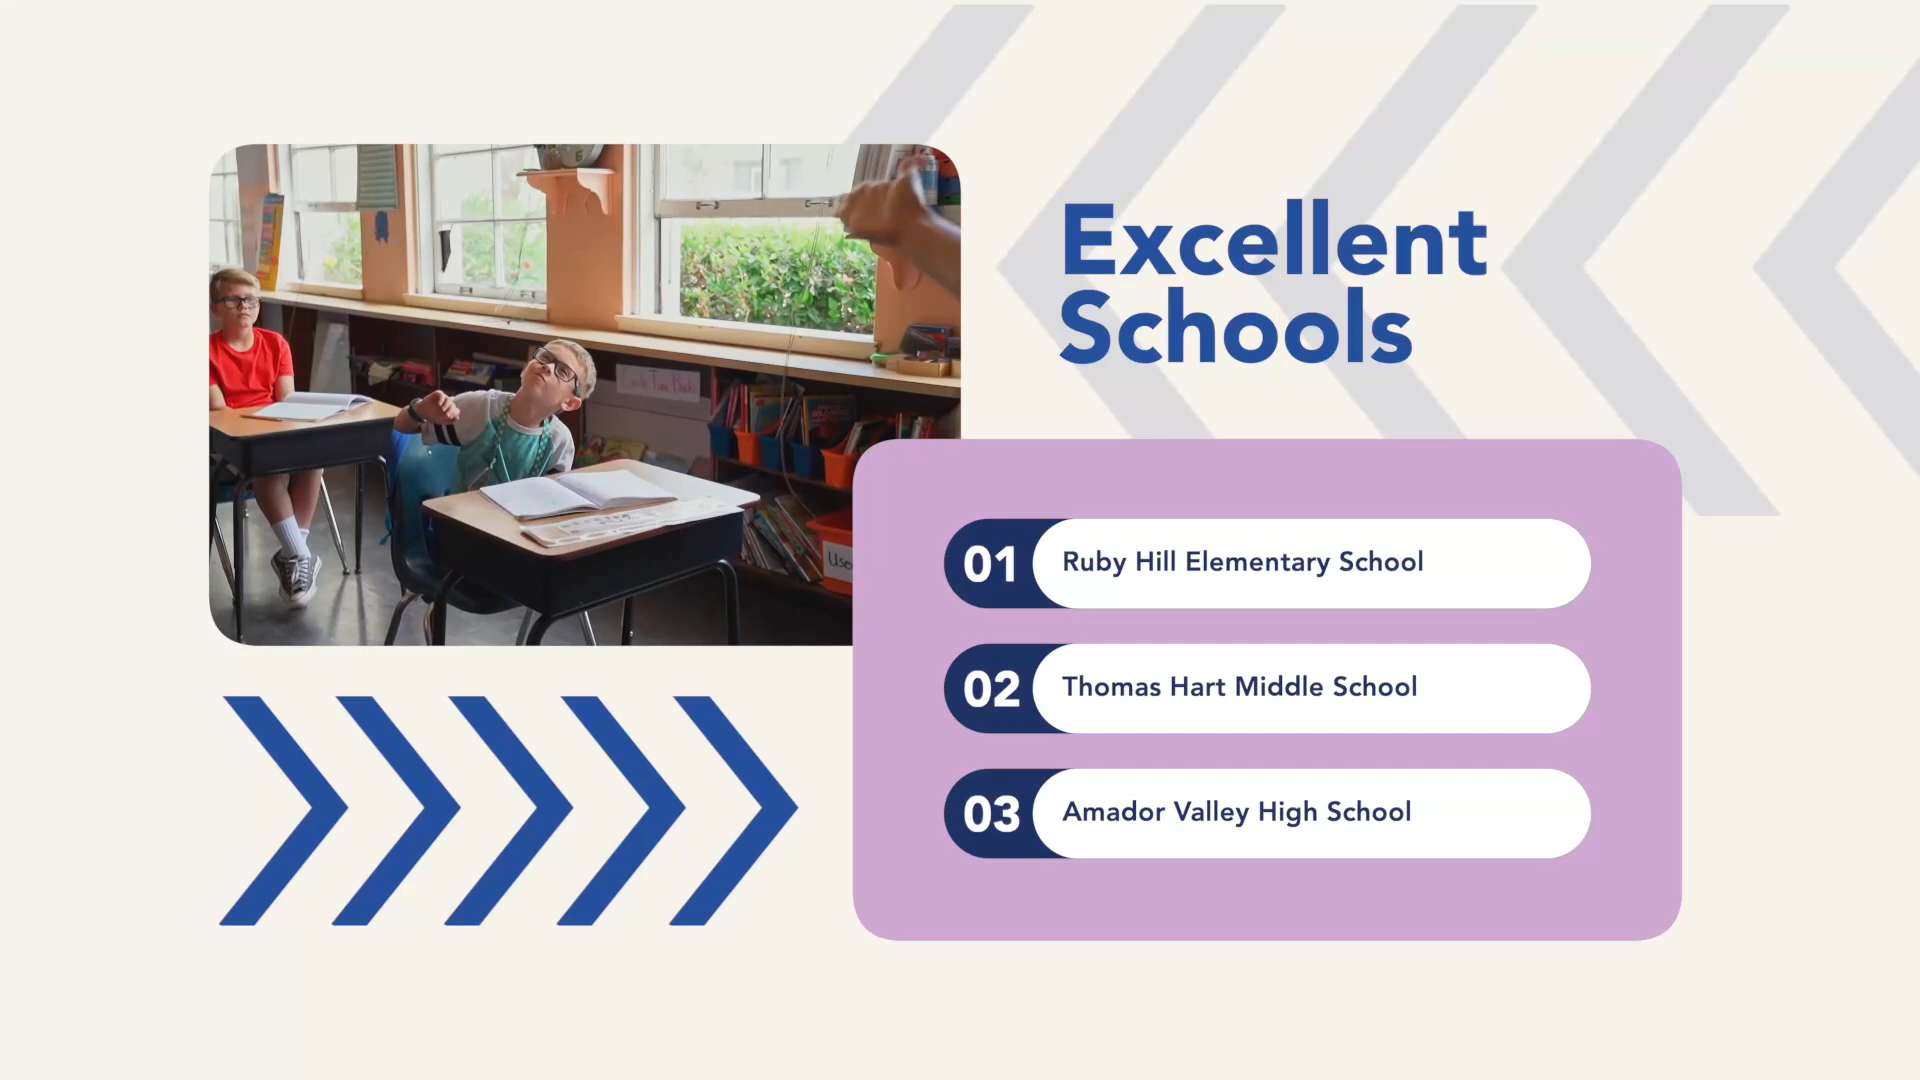 Excellent
Schools
01 Ruby Hill Elementary School
02 Thomas Hart Middle School
03 Amador Valley High School